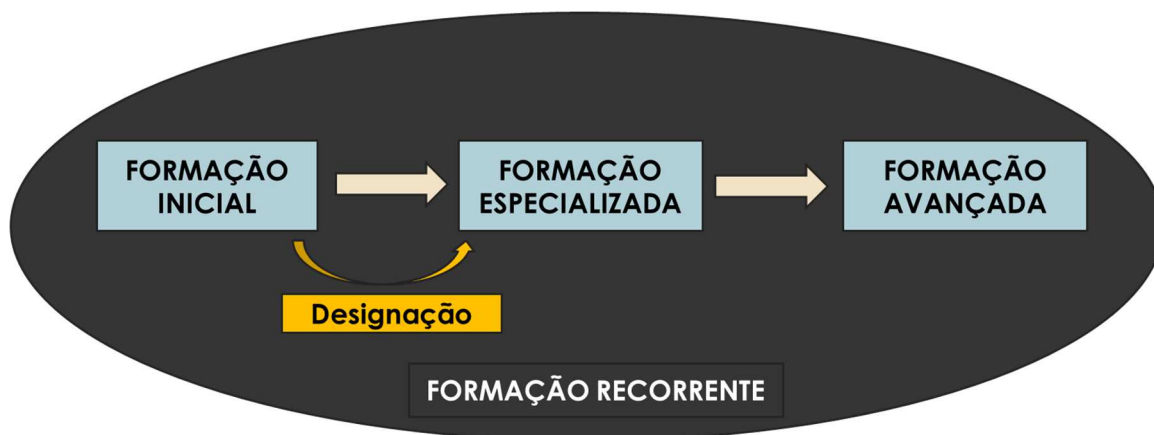 FORMAÇÃO
INICIAL
FORMAÇÃO
ESPECIALIZADA
FORMAÇÃO
AVANÇADA
Designação
FORMAÇÃO RECORRENTE